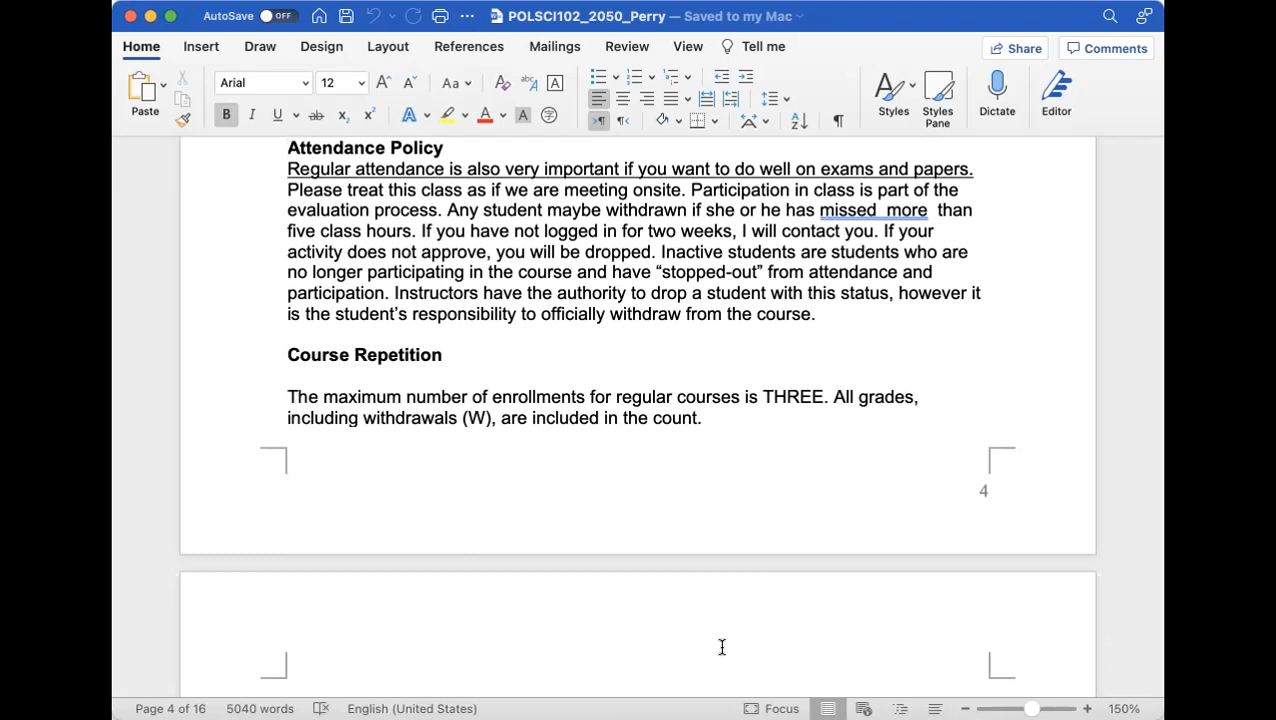 AutoSave OFF POLSCI102_2050_Perry — Saved to my Mac
Home Insert Draw Design Layout References Mailings Review View Tell me Share Comments
Paste Arial 12 Aa Styles Styles Pane Dictate Editor
Attendance Policy
Regular attendance is also very important if you want to do well on exams and papers.
Please treat this class as if we are meeting onsite. Participation in class is part of the
evaluation process. Any student maybe withdrawn if she or he has missed  more  than
five class hours. If you have not logged in for two weeks, I will contact you. If your
activity does not approve, you will be dropped. Inactive students are students who are
no longer participating in the course and have “stopped-out” from attendance and
participation. Instructors have the authority to drop a student with this status, however it
is the student’s responsibility to officially withdraw from the course.
Course Repetition
The maximum number of enrollments for regular courses is THREE. All grades,
including withdrawals (W), are included in the count.
4
Page 4 of 16 5040 words English (United States) Focus 150%